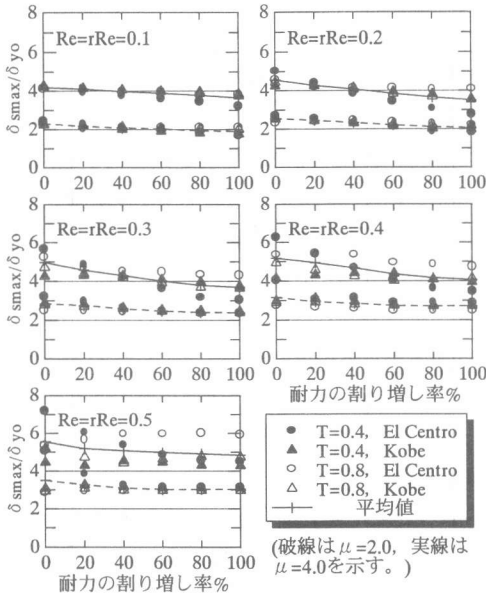 Re=rRe=0.1
δsmax/δyo
8
6
4
2
0
0 20 40 60 80 100
Re=rRe=0.2
8
6
4
2
0
0 20 40 60 80 100
Re=rRe=0.3
δsmax/δyo
8
6
4
2
0
0 20 40 60 80 100
Re=rRe=0.4
8
6
4
2
0
0 20 40 60 80 100
耐力の割り増し率%
Re=rRe=0.5
δsmax/δyo
8
6
4
2
0
0 20 40 60 80 100
耐力の割り増し率%
● T=0.4, El Centro
▲ T=0.4, Kobe
○ T=0.8, El Centro
△ T=0.8, Kobe
平均値
(破線はμ=2.0, 実線は
μ=4.0を示す。)